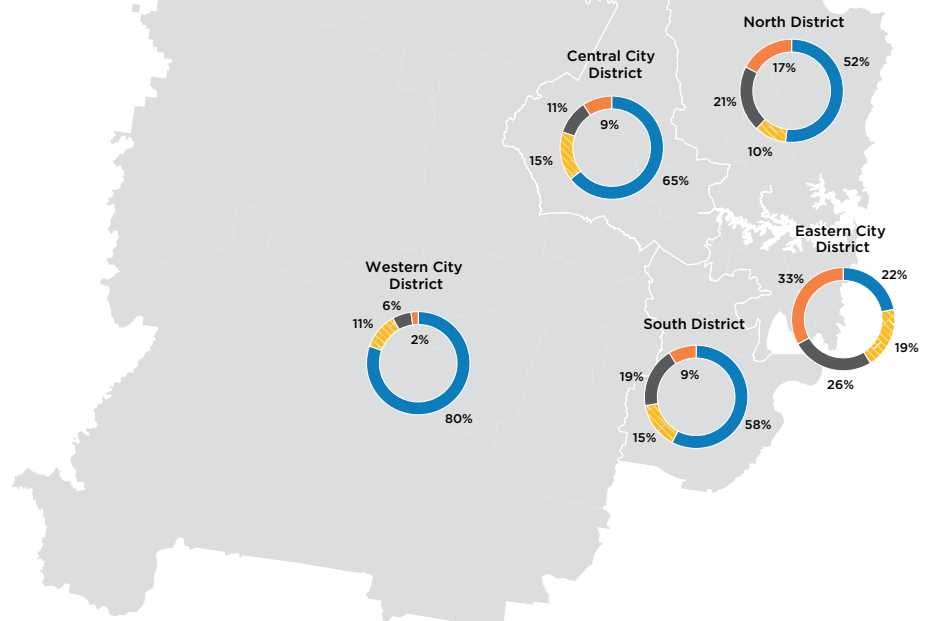 North District
52%
17%
21%
10%
Central City
District
11%
9%
15%
65%
Eastern City
District
33%
22%
19%
26%
Western City
District
6%
11%
2%
80%
South District
19%
9%
58%
15%